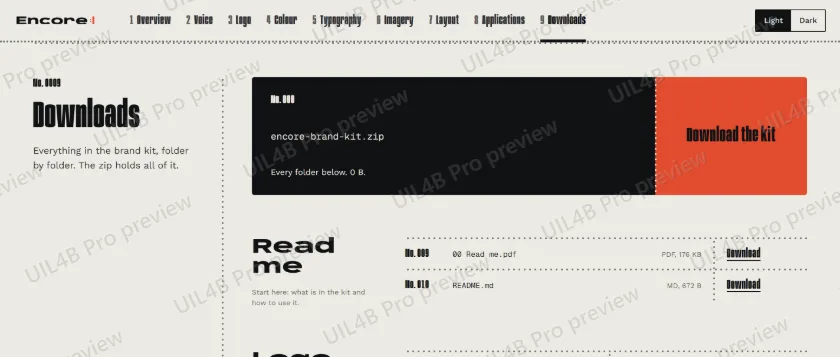 Encore:|
1 Overview
2 Voice
3 Logo
4 Colour
5 Typography
6 Imagery
7 Layout
8 Applications
9 Downloads
Light
Dark
No. 0009
Downloads
Everything in the brand kit, folder
by folder. The zip holds all of it.
No. 008
encore-brand-kit.zip
Every folder below. 0 B.
Download the kit
Read
me
Start here: what is in the kit and
how to use it.
No. 009
00 Read me.pdf
PDF, 176 KB
Download
No. 010
README.md
MD, 672 B
Download
UIL4B Pro preview